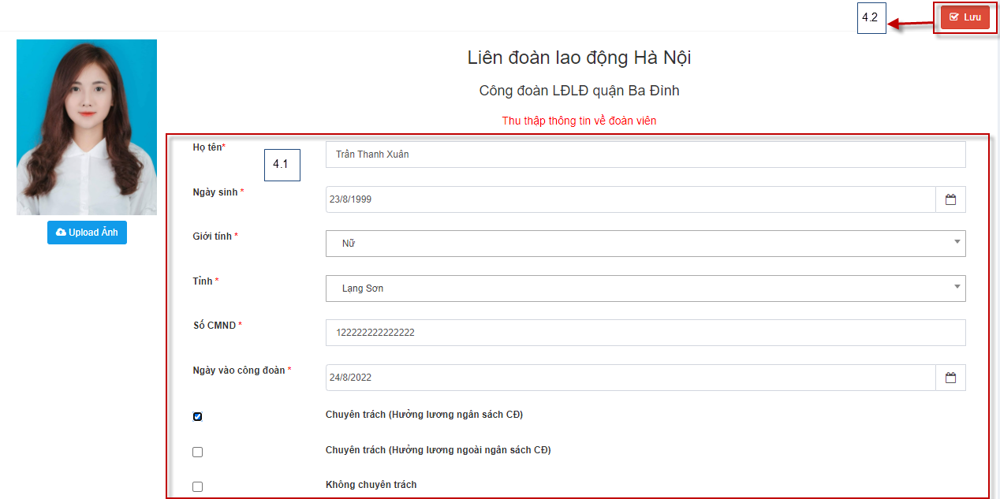 4.2
Lưu
Liên đoàn lao động Hà Nội
Công đoàn LĐLĐ quận Ba Đình
Thu thập thông tin về đoàn viên
Họ tên*
4.1
Trần Thanh Xuân
Ngày sinh *
23/8/1999
Upload Ảnh
Giới tính *
Nữ
Tỉnh *
Lạng Sơn
Số CMND *
122222222222222
Ngày vào công đoàn *
24/8/2022
Chuyên trách (Hưởng lương ngân sách CĐ)
Chuyên trách (Hưởng lương ngoài ngân sách CĐ)
Không chuyên trách